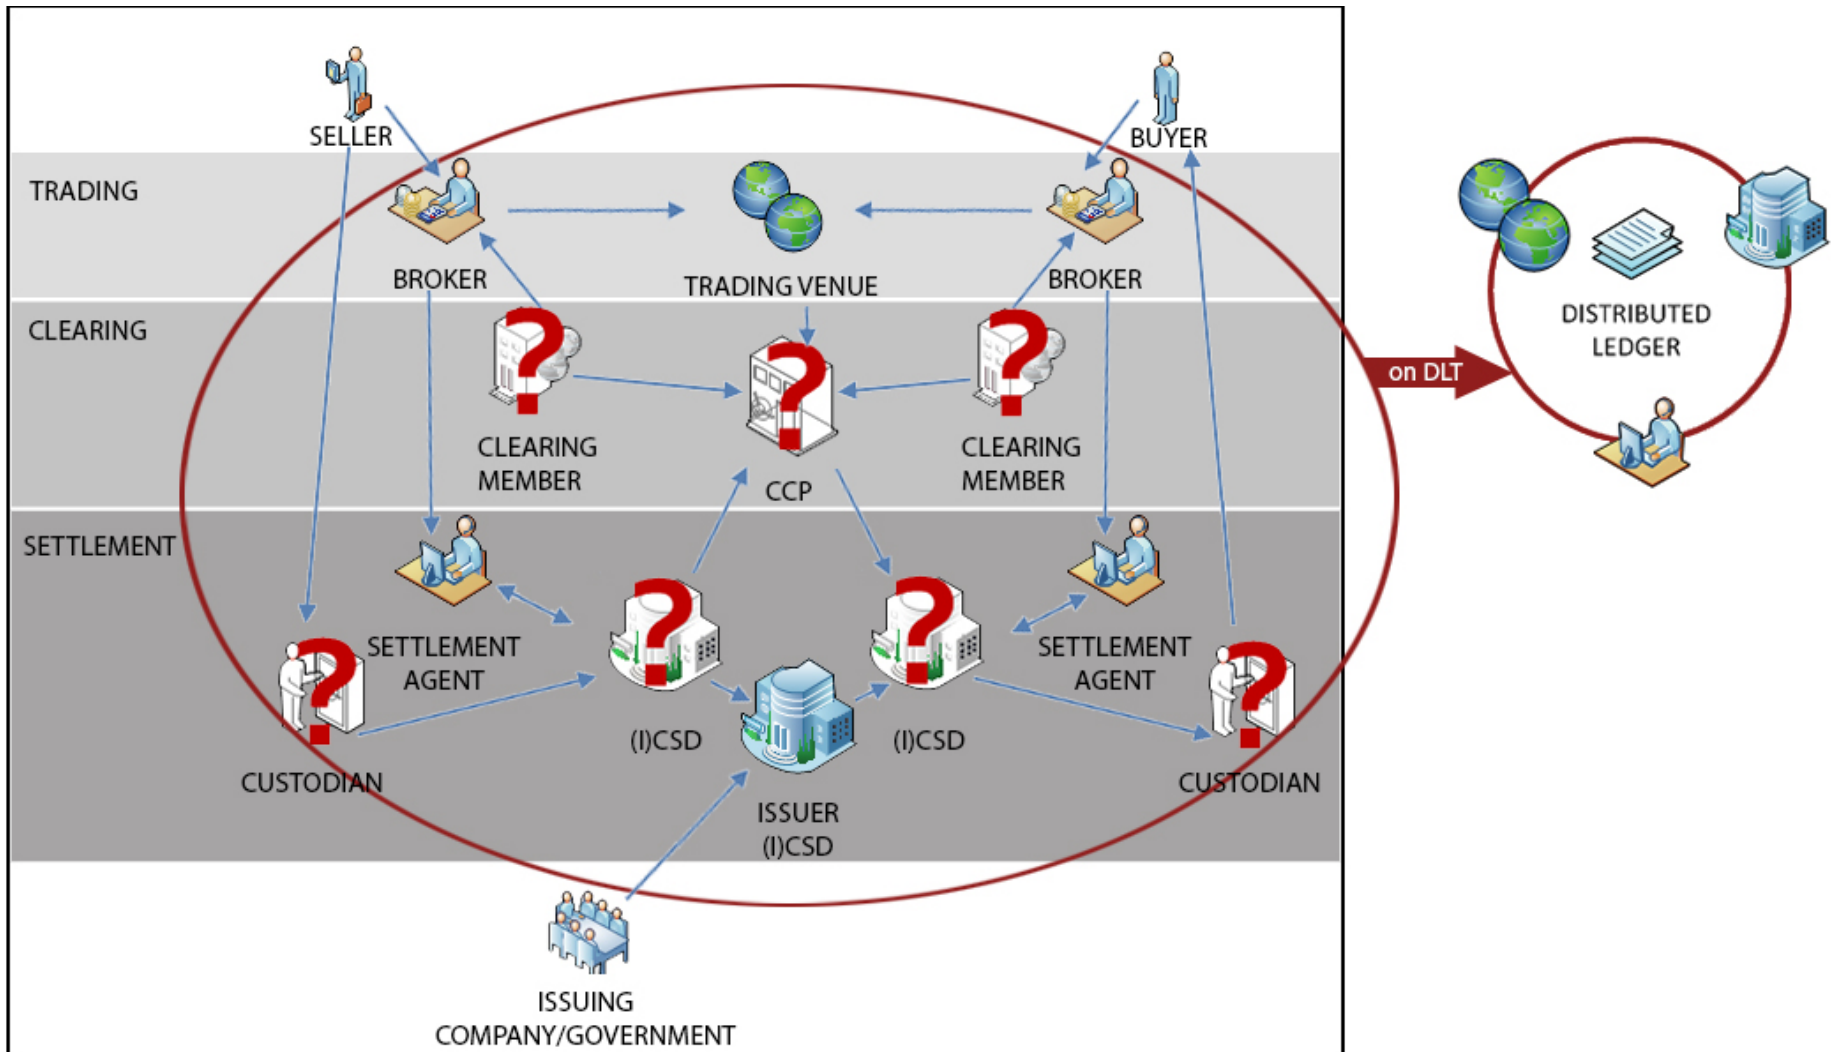 SELLER
BUYER
TRADING
BROKER
TRADING VENUE
BROKER
CLEARING
?
?
?
CLEARING
MEMBER
CCP
CLEARING
MEMBER
SETTLEMENT
?
?
?
?
SETTLEMENT
AGENT
SETTLEMENT
AGENT
(I)CSD
(I)CSD
CUSTODIAN
CUSTODIAN
ISSUER
(I)CSD
ISSUING
COMPANY/GOVERNMENT
on DLT
DISTRIBUTED
LEDGER